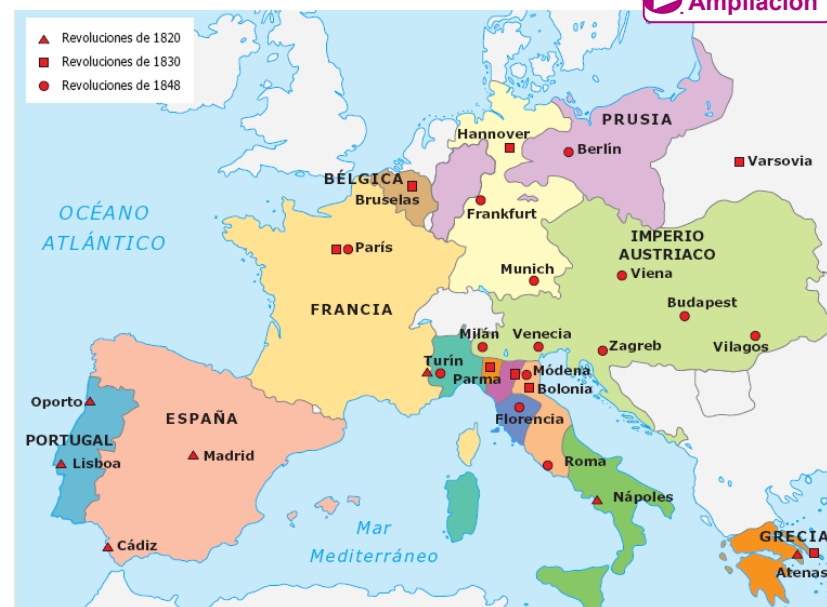 Ampliación
Revoluciones de 1820
Revoluciones de 1830
Revoluciones de 1848
PRUSIA
Hannover
Berlín
Varsovia
BÉLGICA
Bruselas
OCÉANO
ATLÁNTICO
Frankfurt
París
IMPERIO
AUSTRIACO
Munich
Viena
FRANCIA
Budapest
Milán
Venecia
Zagreb
Vilagos
Turín
Parma
Módena
Bolonia
Oporto
ESPAÑA
Florencia
PORTUGAL
Madrid
Lisboa
Roma
Nápoles
Mar
Mediterráneo
Cádiz
GRECIA
Atenas